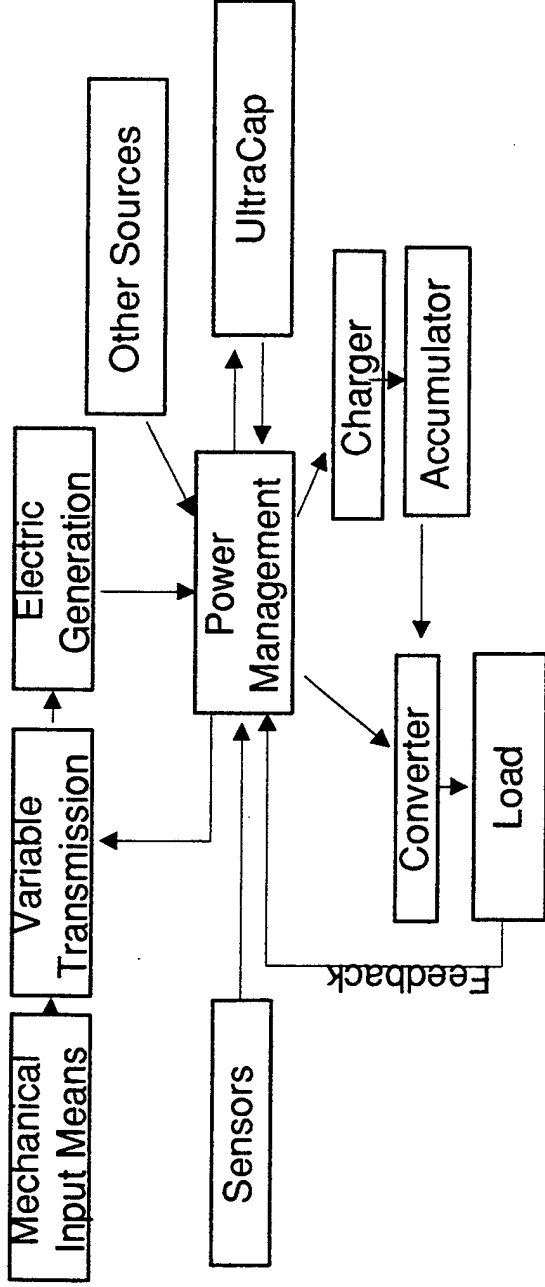 Mechanical
Input Means
Variable
Transmission
Electric
Generation
Other Sources
Sensors
Power
Management
UltraCap
Feedback
Converter
Load
Charger
Accumulator